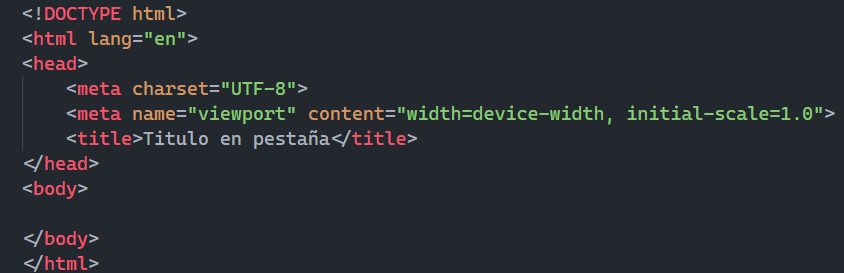 <!DOCTYPE html>
<html lang="en">
<head>
    <meta charset="UTF-8">
    <meta name="viewport" content="width=device-width, initial-scale=1.0">
    <title>Titulo en pestaña</title>
</head>
<body>

</body>
</html>